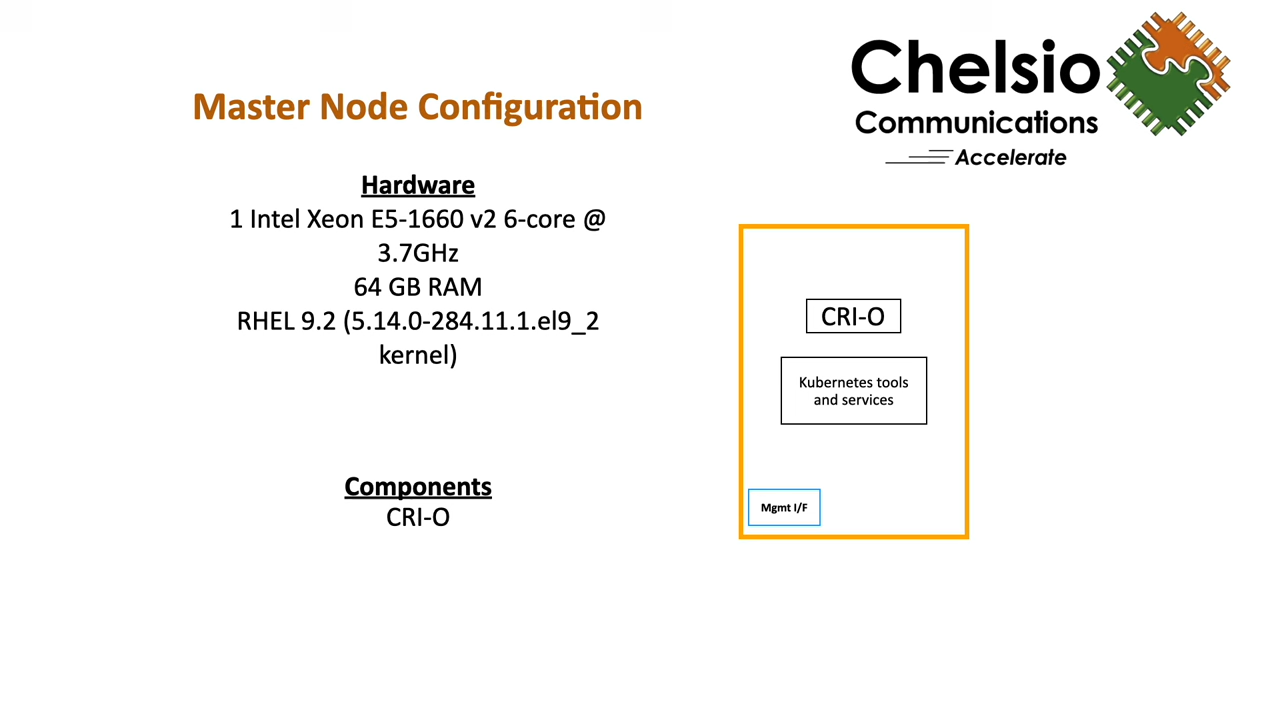 Chelsio
Communications
Accelerate
Master Node Configuration
Hardware
1 Intel Xeon E5-1660 v2 6-core @
3.7GHz
64 GB RAM
RHEL 9.2 (5.14.0-284.11.1.el9_2
kernel)
Components
CRI-O
CRI-O
Kubernetes tools
and services
Mgmt I/F